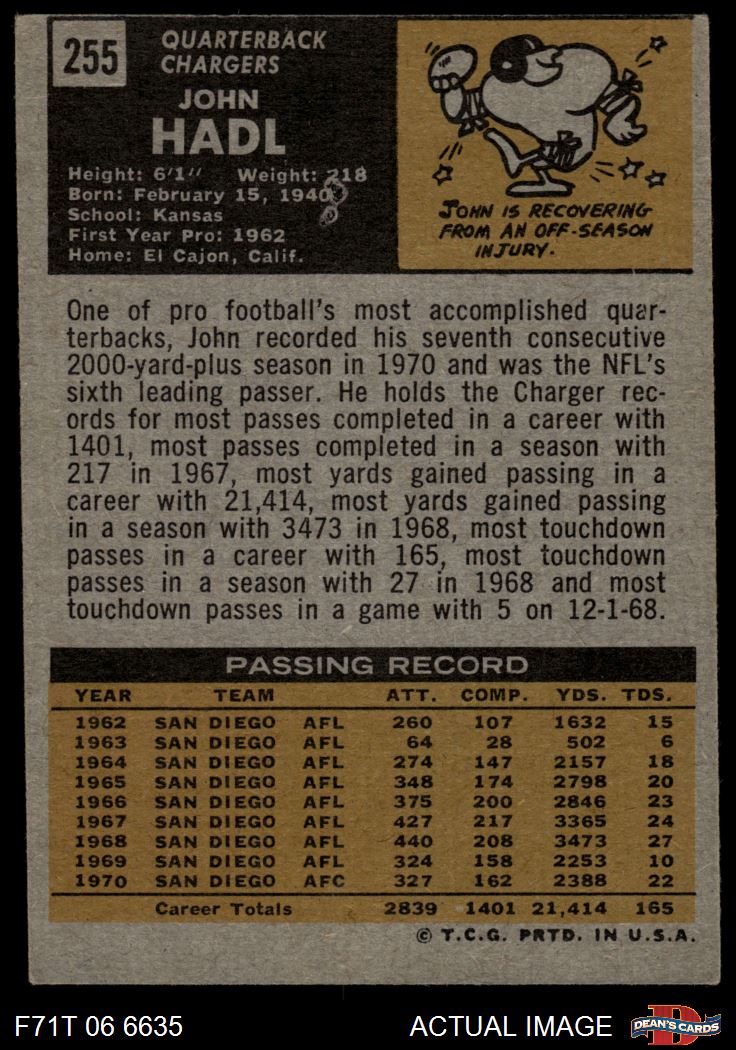 255
QUARTERBACK
CHARGERS
JOHN
HADL
Height: 6'1" Weight: 218
Born: February 15, 1940
School: Kansas
First Year Pro: 1962
Home: El Cajon, Calif.
JOHN IS RECOVERING
FROM AN OFF-SEASON
INJURY.
One of pro football's most accomplished quar-
terbacks, John recorded his seventh consecutive
2000-yard-plus season in 1970 and was the NFL's
sixth leading passer. He holds the Charger rec-
ords for most passes completed in a career with
1401, most passes completed in a season with
217 in 1967, most yards gained passing in a
career with 21,414, most yards gained passing
in a season with 3473 in 1968, most touchdown
passes in a career with 165, most touchdown
passes in a season with 27 in 1968 and most
touchdown passes in a game with 5 on 12-1-68.
PASSING RECORD
YEAR TEAM ATT. COMP. YDS. TDS.
1962 SAN DIEGO AFL 260 107 1632 15
1963 SAN DIEGO AFL 64 28 502 6
1964 SAN DIEGO AFL 274 147 2157 18
1965 SAN DIEGO AFL 348 174 2798 20
1966 SAN DIEGO AFL 375 200 2846 23
1967 SAN DIEGO AFL 427 217 3365 24
1968 SAN DIEGO AFL 440 208 3473 27
1969 SAN DIEGO AFL 324 158 2253 10
1970 SAN DIEGO AFC 327 162 2388 22
Career Totals 2839 1401 21,414 165
© T.C.G. PRTD. IN U.S.A.
F71T 06 6635 ACTUAL IMAGE DEAN'S CARDS